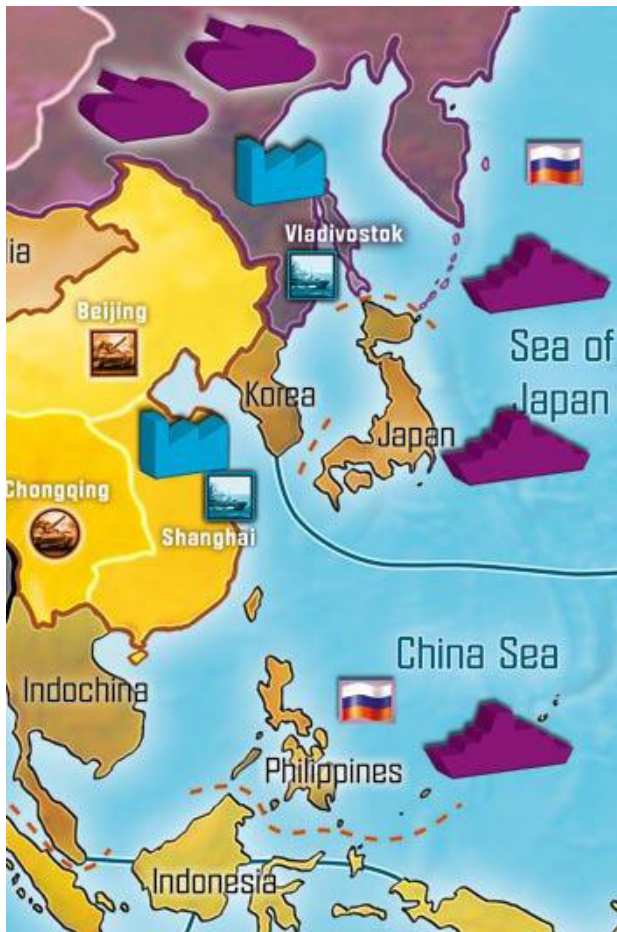 Vladivostok
ia
Beijing
Sea of
Japan
Korea
Japan
Chongqing
Shanghai
China Sea
Indochina
Philippines
Indonesia